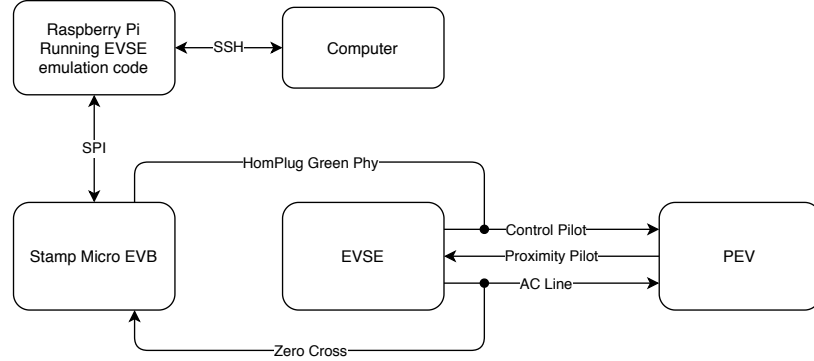 Raspberry Pi
Running EVSE
emulation code
SSH
Computer
SPI
HomPlug Green Phy
Stamp Micro EVB
EVSE
Control Pilot
Proximity Pilot
AC Line
PEV
Zero Cross